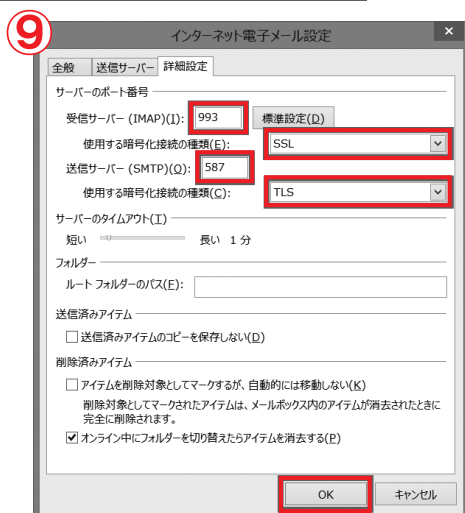 ⑨
インターネット電子メール設定
×
全般 送信サーバー 詳細設定
サーバーのポート番号
受信サーバー (IMAP)(I): 993 標準設定(D)
使用する暗号化接続の種類(E): SSL
送信サーバー (SMTP)(O): 587
使用する暗号化接続の種類(C): TLS
サーバーのタイムアウト(T)
短い 長い 1 分
フォルダー
ルート フォルダーのパス(F):
送信済みアイテム
送信済みアイテムのコピーを保存しない(D)
削除済みアイテム
アイテムを削除対象としてマークするが、自動的には移動しない(K)
削除対象としてマークされたアイテムは、メールボックス内のアイテムが消去されたときに
完全に削除されます。
オンライン中にフォルダーを切り替えたらアイテムを消去する(P)
OK キャンセル